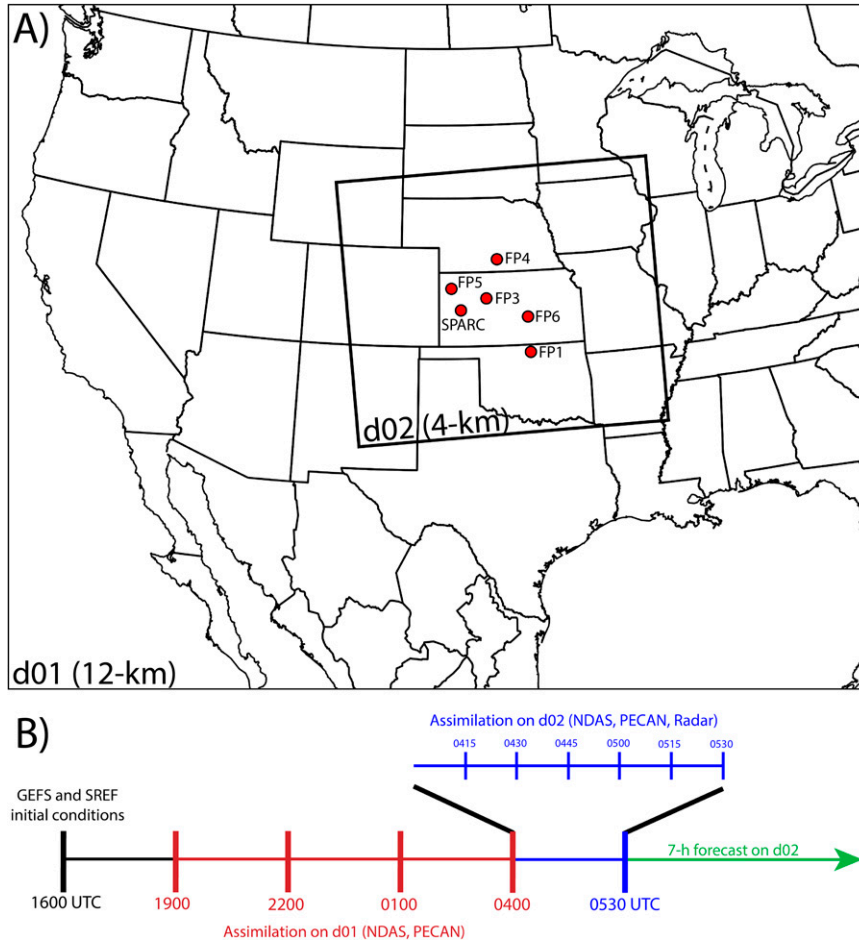 A)
FP4
FP5
FP3
SPARC
FP6
FP1
d02 (4-km)
d01 (12-km)
B)
Assimilation on d02 (NDAS, PECAN, Radar)
0415 0430 0445 0500 0515 0530
GEFS and SREF
initial conditions
7-h forecast on d02
1600 UTC 1900 2200 0100 0400 0530 UTC
Assimilation on d01 (NDAS, PECAN)